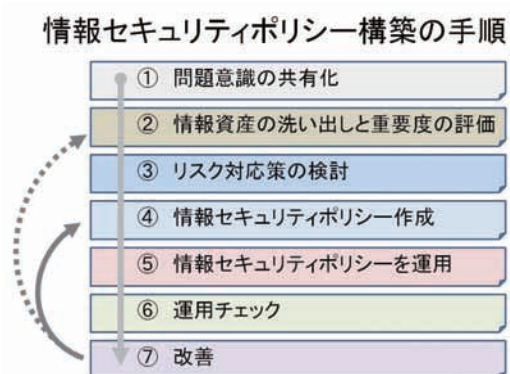 情報セキュリティポリシー構築の手順
① 問題意識の共有化
② 情報資産の洗い出しと重要度の評価
③ リスク対応策の検討
④ 情報セキュリティポリシー作成
⑤ 情報セキュリティポリシーを運用
⑥ 運用チェック
⑦ 改善